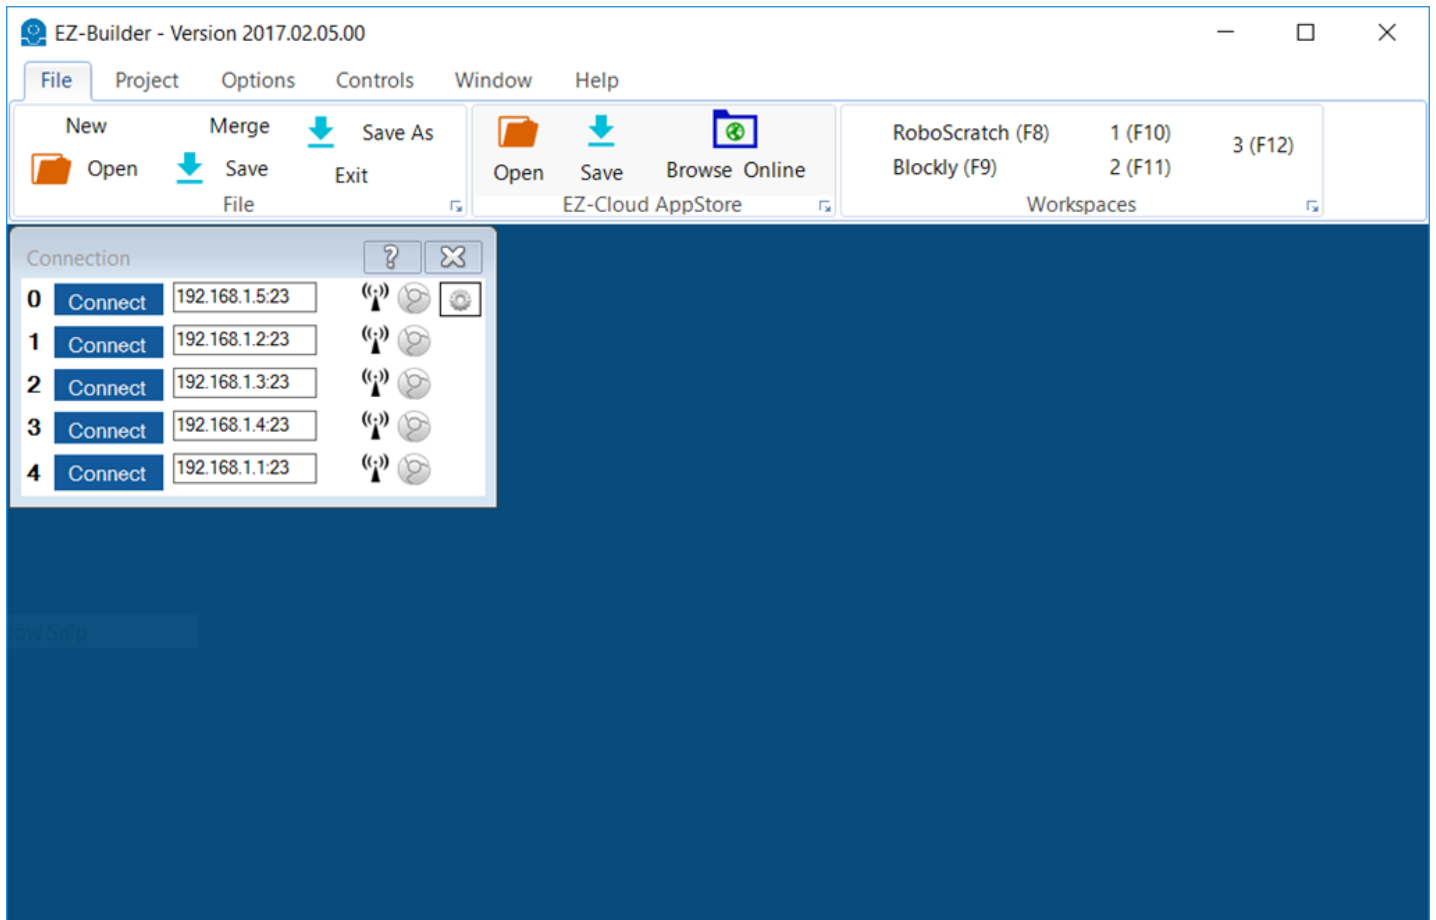 EZ-Builder - Version 2017.02.05.00
File Project Options Controls Window Help
New Merge Save As
Open Save Exit
File
Open Save Browse Online
EZ-Cloud AppStore
RoboScratch (F8) 1 (F10) 3 (F12)
Blockly (F9) 2 (F11)
Workspaces
Connection ?
0 Connect 192.168.1.5:23
1 Connect 192.168.1.2:23
2 Connect 192.168.1.3:23
3 Connect 192.168.1.4:23
4 Connect 192.168.1.1:23
Snip